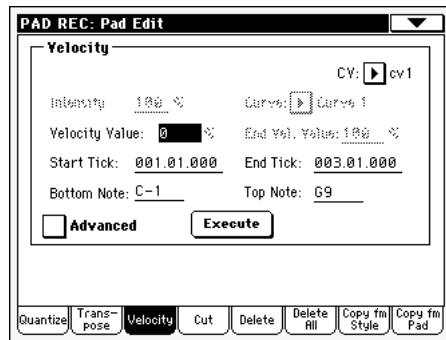 PAD REC: Pad Edit
Velocity
CV: cv1
Intensity 100 % Curve: Curve 1
Velocity Value: 0 % End Vel. Value: 100 %
Start Tick: 001.01.000 End Tick: 003.01.000
Bottom Note: C-1 Top Note: G9
Advanced Execute
Quantize Trans- pose Velocity Cut Delete Delete All Copy fm Style Copy fm Pad